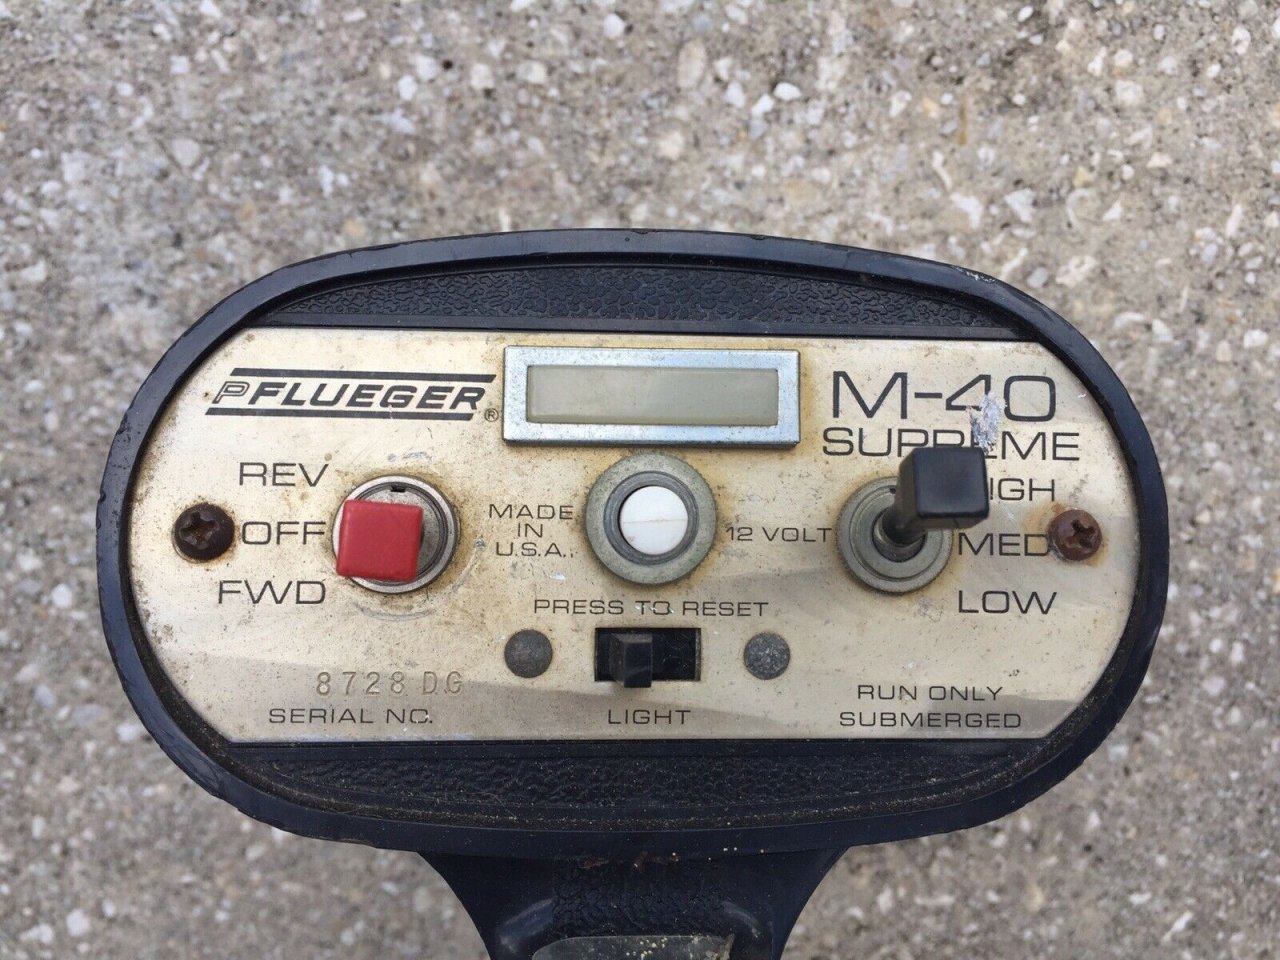 PFLUEGER®
M-40
SUPREME
REV
OFF
FWD
MADE
IN
U.S.A.
12 VOLT
HIGH
MED
LOW
PRESS TO RESET
8728 DG
SERIAL NO.
LIGHT
RUN ONLY
SUBMERGED